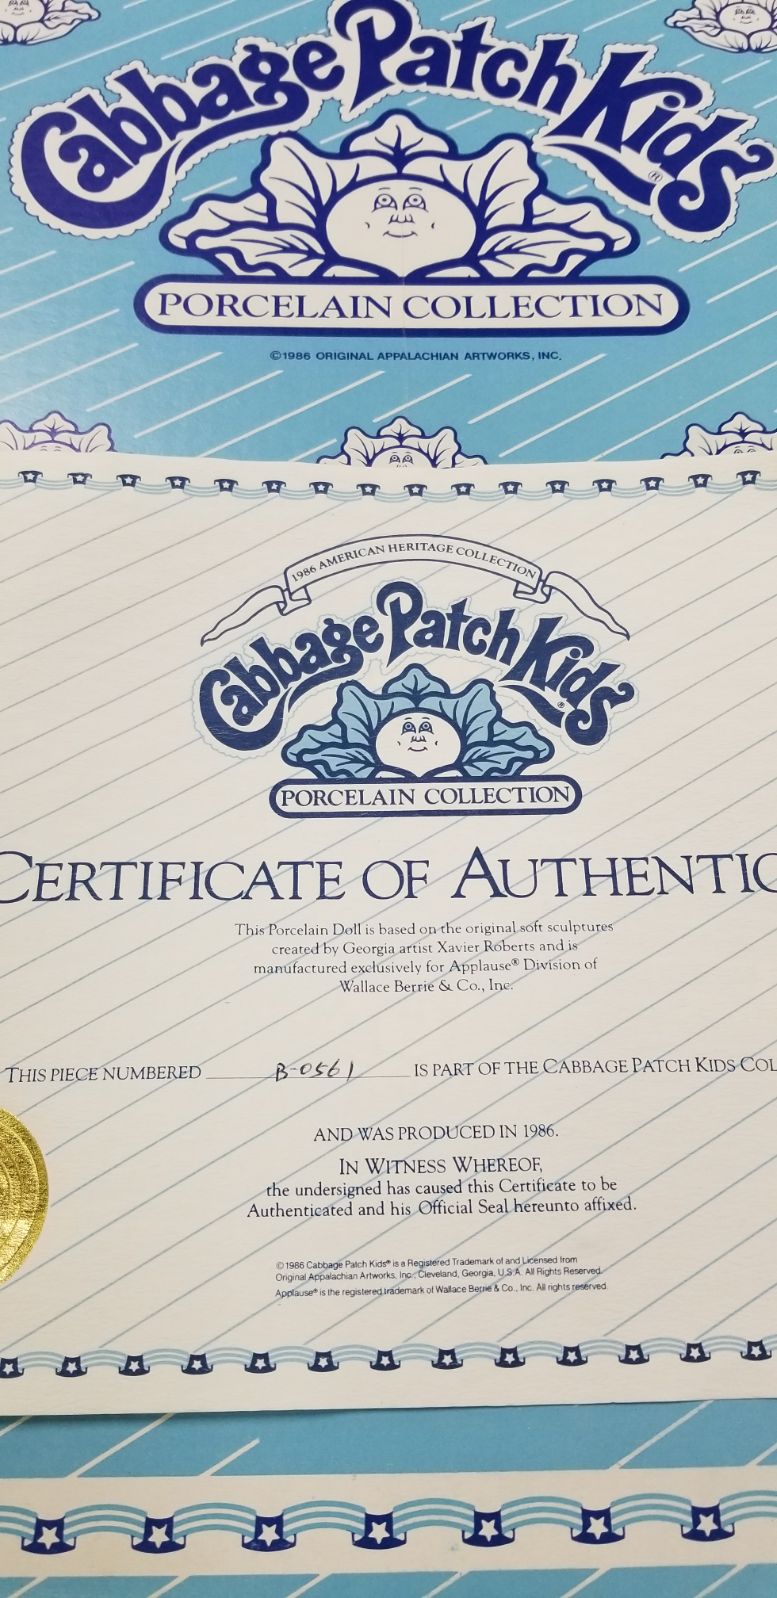 Cabbage Patch Kids®
PORCELAIN COLLECTION
©1986 ORIGINAL APPALACHIAN ARTWORKS, INC.
1986 AMERICAN HERITAGE COLLECTION
Cabbage Patch Kids®
PORCELAIN COLLECTION
CERTIFICATE OF AUTHENTIC
This Porcelain Doll is based on the original soft sculptures
created by Georgia artist Xavier Roberts and is
manufactured exclusively for Applause® Division of
Wallace Berrie & Co., Inc.
THIS PIECE NUMBERED B-0561 IS PART OF THE CABBAGE PATCH KIDS COL
AND WAS PRODUCED IN 1986.
IN WITNESS WHEREOF,
the undersigned has caused this Certificate to be
Authenticated and his Official Seal hereunto affixed.
©1986 Cabbage Patch Kids® is a Registered Trademark of and Licensed from
Original Appalachian Artworks, Inc., Cleveland, Georgia, U.S.A. All Rights Reserved.
Applause® is the registered trademark of Wallace Berrie & Co., Inc. All rights reserved.